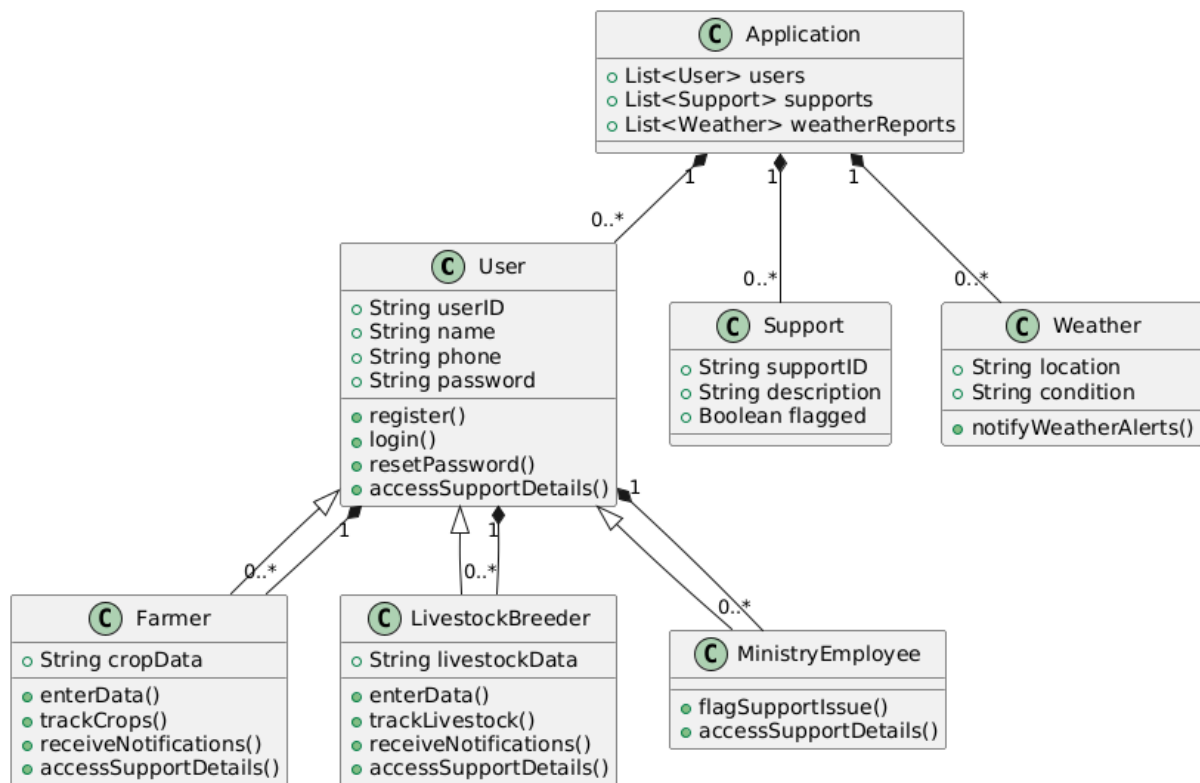 C Application
List<User> users
List<Support> supports
List<Weather> weatherReports
1
1
1
0..*
0..*
0..*
C User
String userID
String name
String phone
String password
register()
login()
resetPassword()
accessSupportDetails()
C Support
String supportID
String description
Boolean flagged
C Weather
String location
String condition
notifyWeatherAlerts()
1
1
1
0..*
0..*
0..*
C Farmer
String cropData
enterData()
trackCrops()
receiveNotifications()
accessSupportDetails()
C LivestockBreeder
String livestockData
enterData()
trackLivestock()
receiveNotifications()
accessSupportDetails()
C MinistryEmployee
flagSupportIssue()
accessSupportDetails()